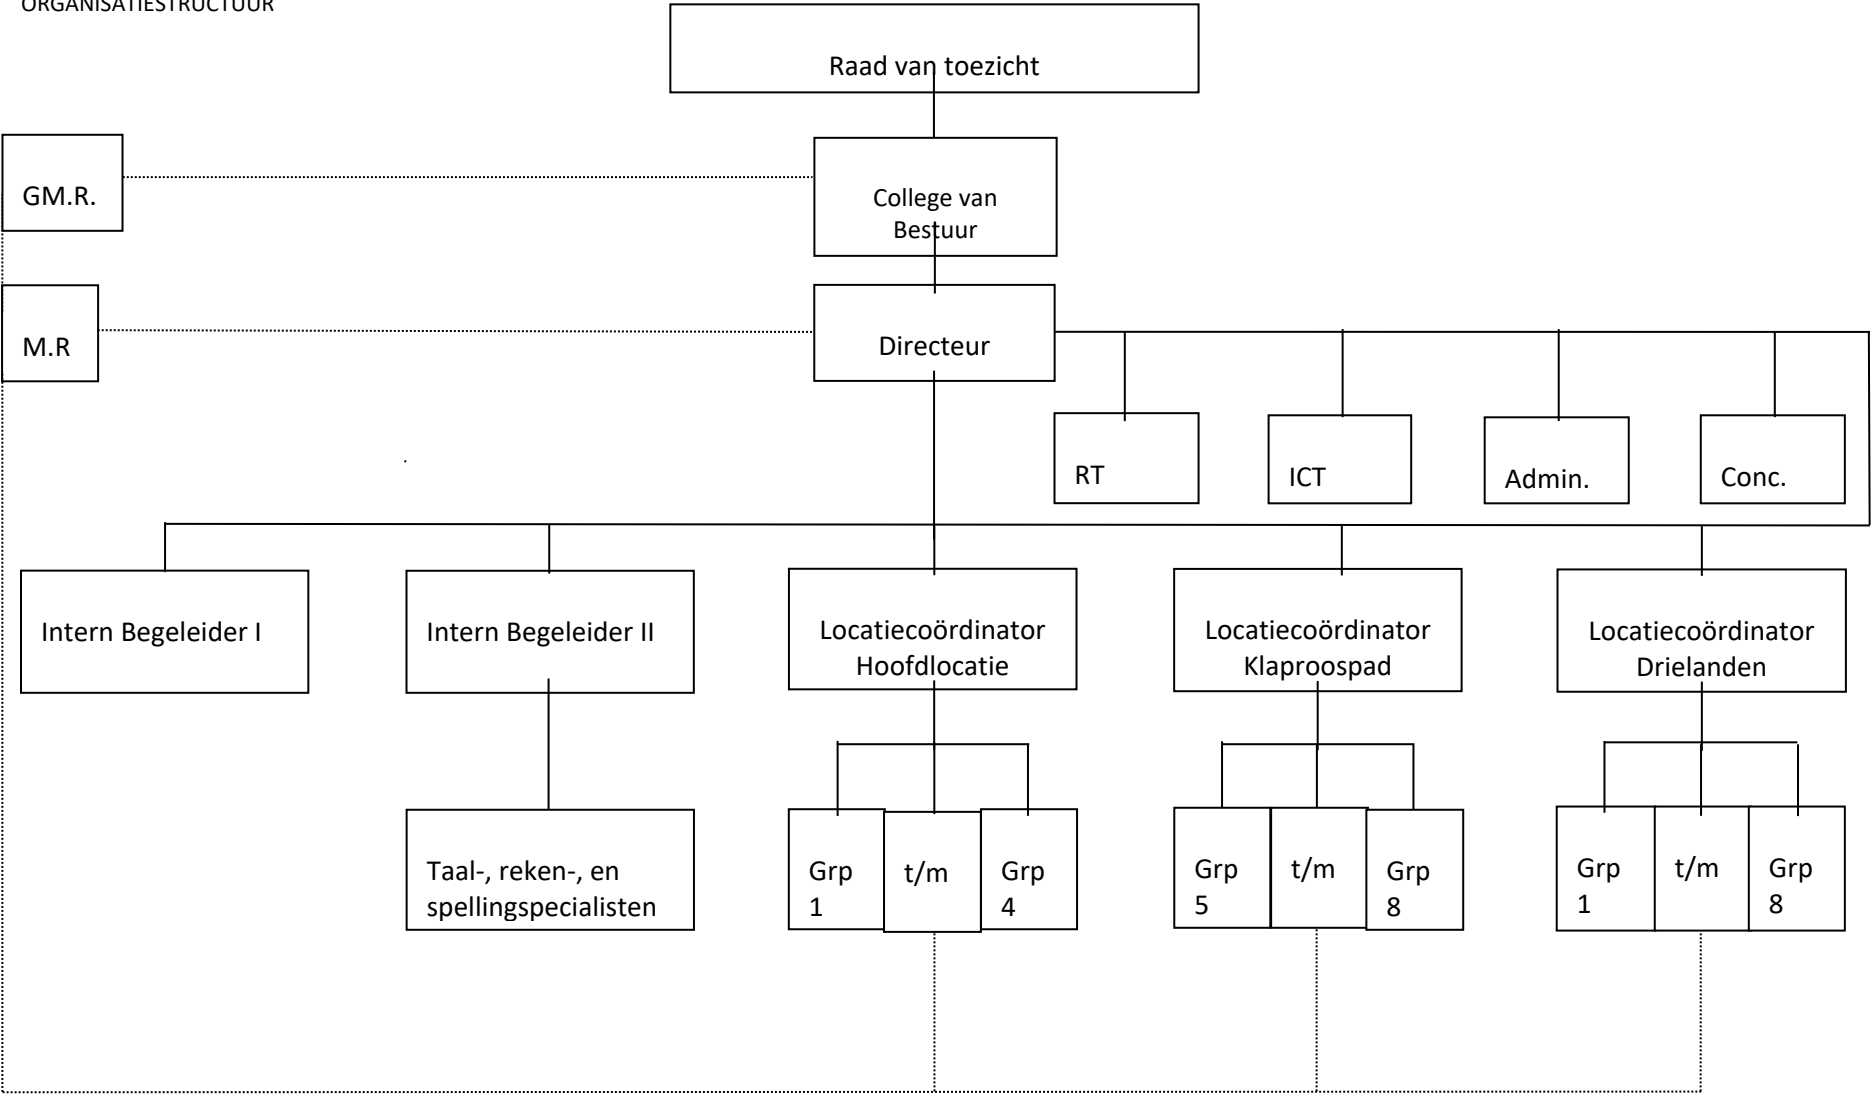 ORGANISATIESTRUCTUUR
Raad van toezicht
GM.R.
College van
Bestuur
M.R
Directeur
RT
ICT
Admin.
Conc.
Intern Begeleider I
Intern Begeleider II
Locatiecoördinator
Hoofdlocatie
Locatiecoördinator
Klaproospad
Locatiecoördinator
Drielanden
Taal-, reken-, en
spellingspecialisten
Grp
1
t/m
Grp
4
Grp
5
t/m
Grp
8
Grp
1
t/m
Grp
8